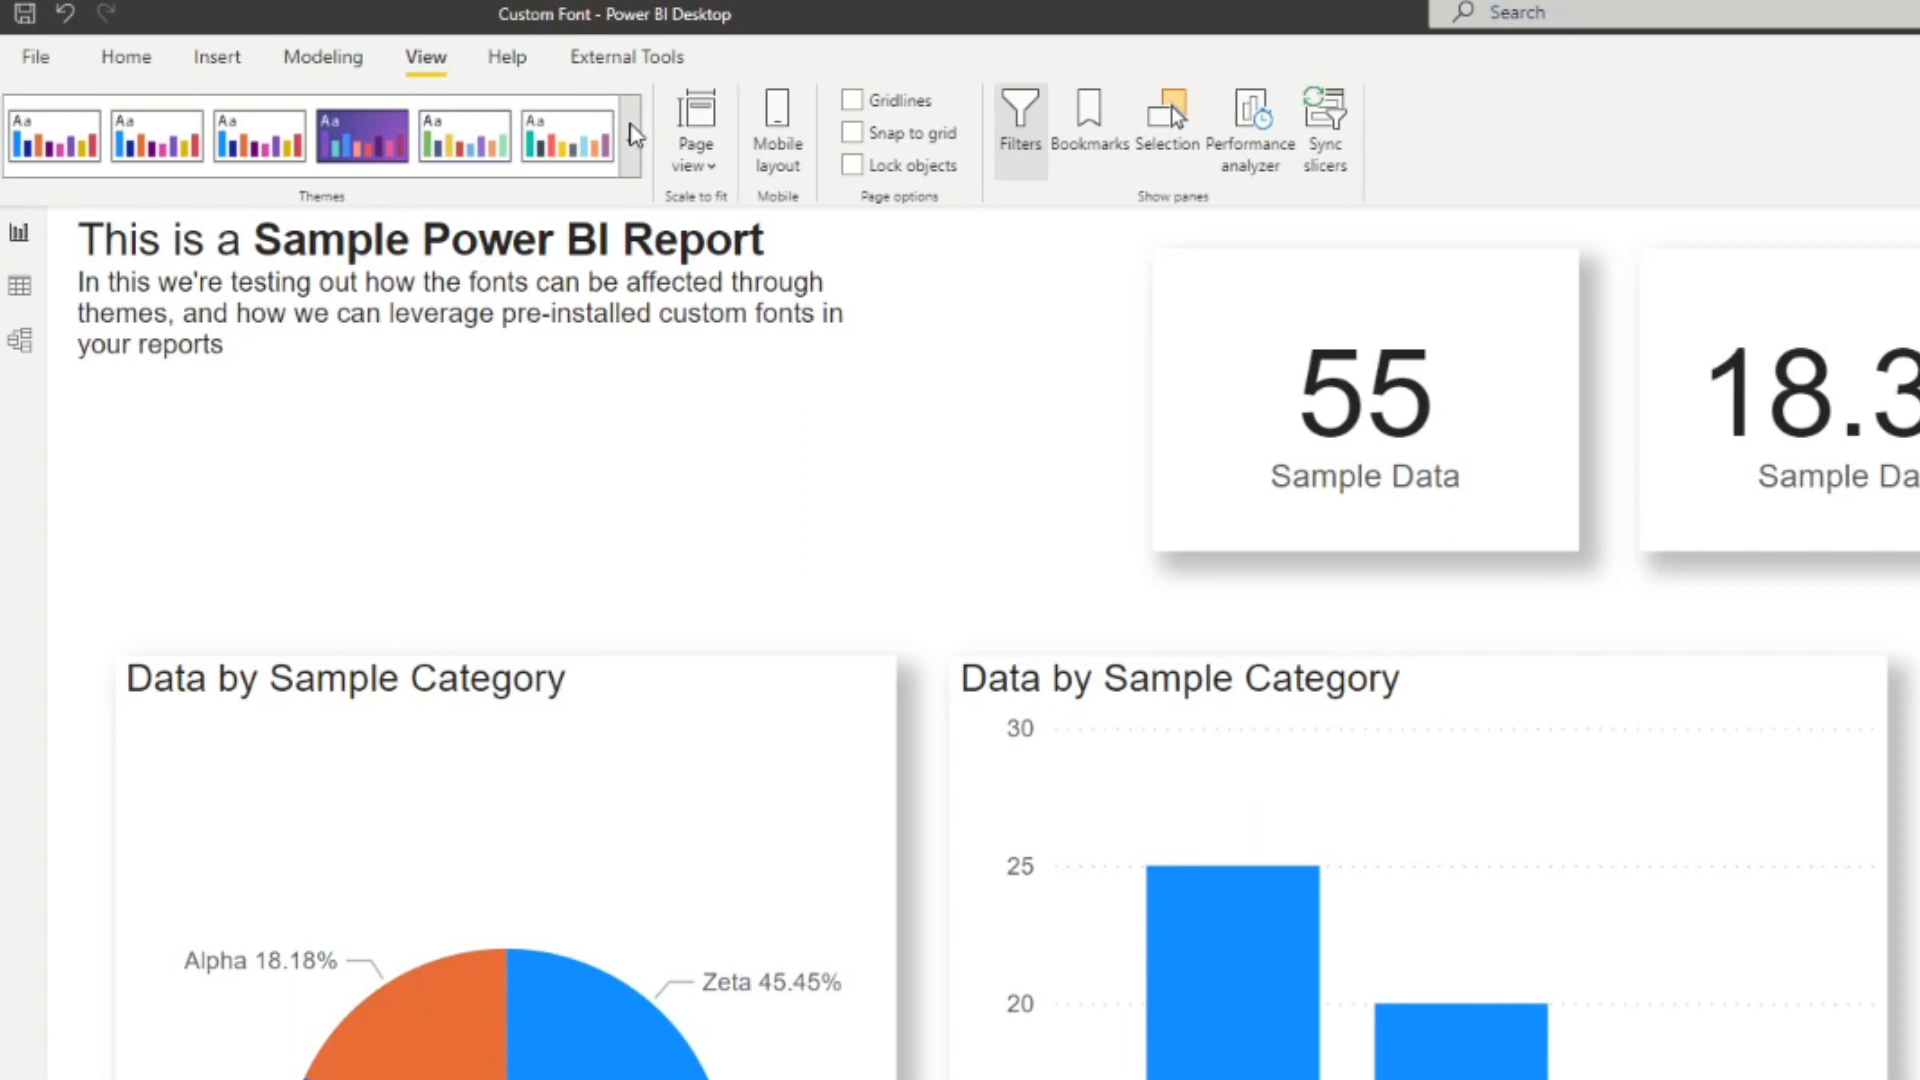 Custom Font - Power BI Desktop
Search
File Home Insert Modeling View Help External Tools
Aa Aa Aa Aa Aa Aa
Page view
Mobile layout
Gridlines
Snap to grid
Lock objects
Filters
Bookmarks
Selection
Performance analyzer
Sync slicers
Themes
Scale to fit
Mobile
Page options
Show panes
This is a Sample Power BI Report
In this we're testing out how the fonts can be affected through
themes, and how we can leverage pre-installed custom fonts in
your reports
55
Sample Data
18.3
Sample Da
Data by Sample Category
Alpha 18.18%
Zeta 45.45%
Data by Sample Category
30
25
20